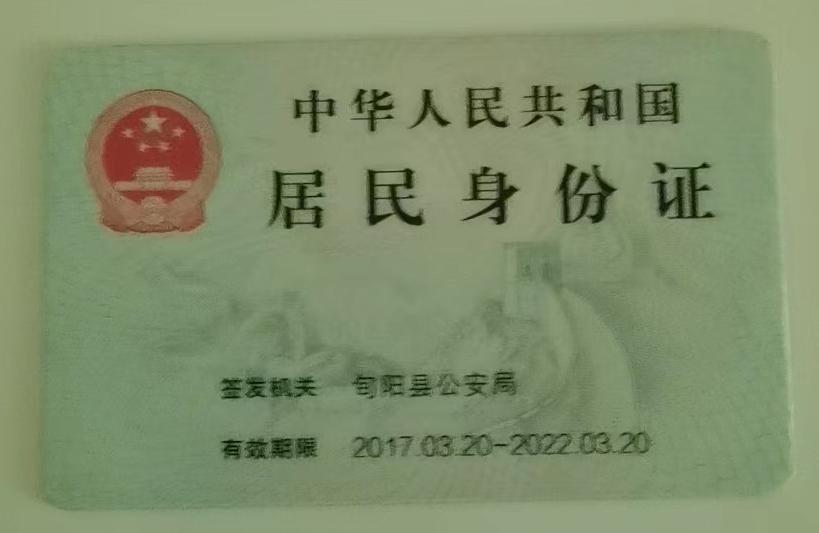 中华人民共和国
居民身份证
签发机关 旬阳县公安局
有效期限 2017.03.20-2022.03.20